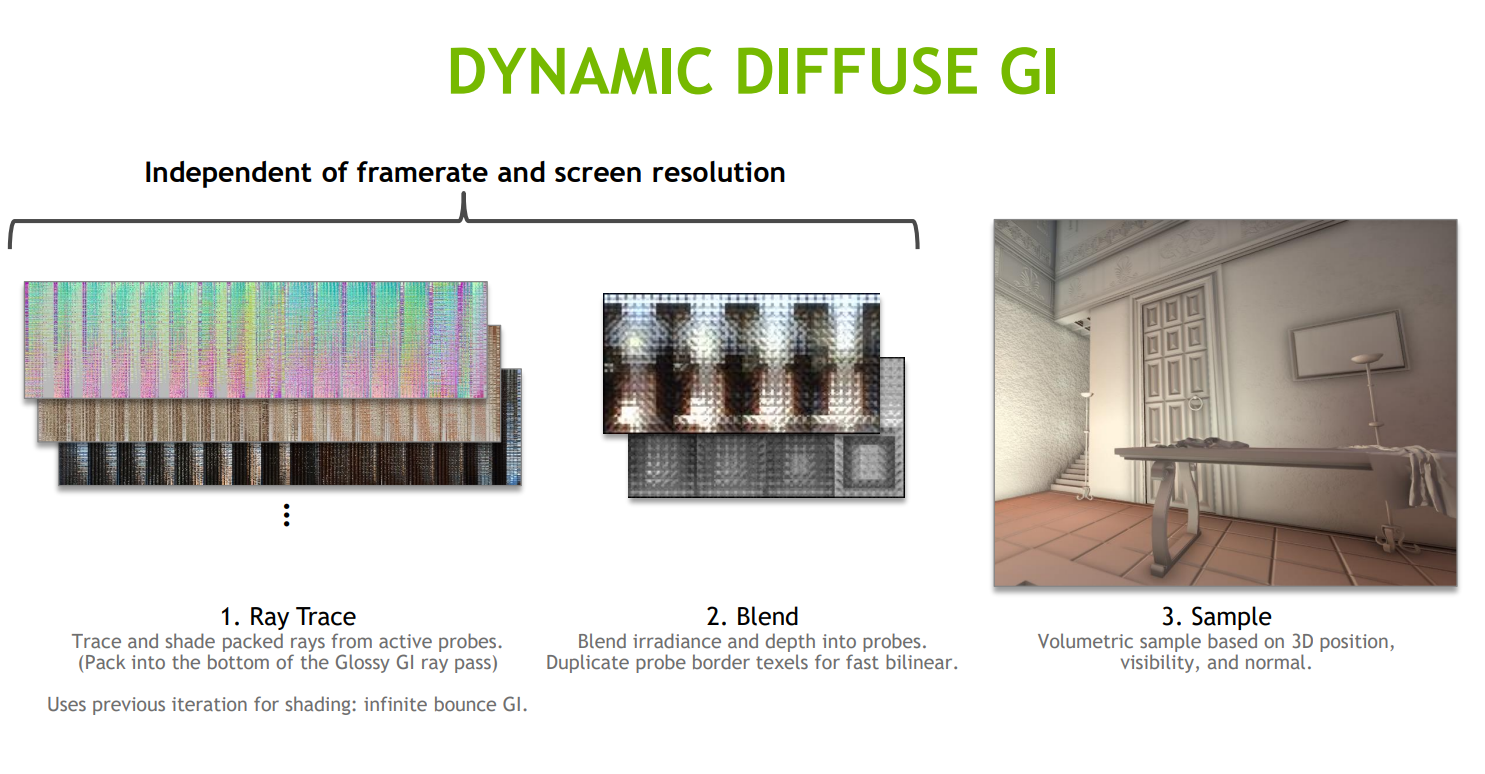 DYNAMIC DIFFUSE GI
Independent of framerate and screen resolution
1. Ray Trace
Trace and shade packed rays from active probes.
(Pack into the bottom of the Glossy GI ray pass)
Uses previous iteration for shading: infinite bounce GI.
2. Blend
Blend irradiance and depth into probes.
Duplicate probe border texels for fast bilinear.
3. Sample
Volumetric sample based on 3D position,
visibility, and normal.